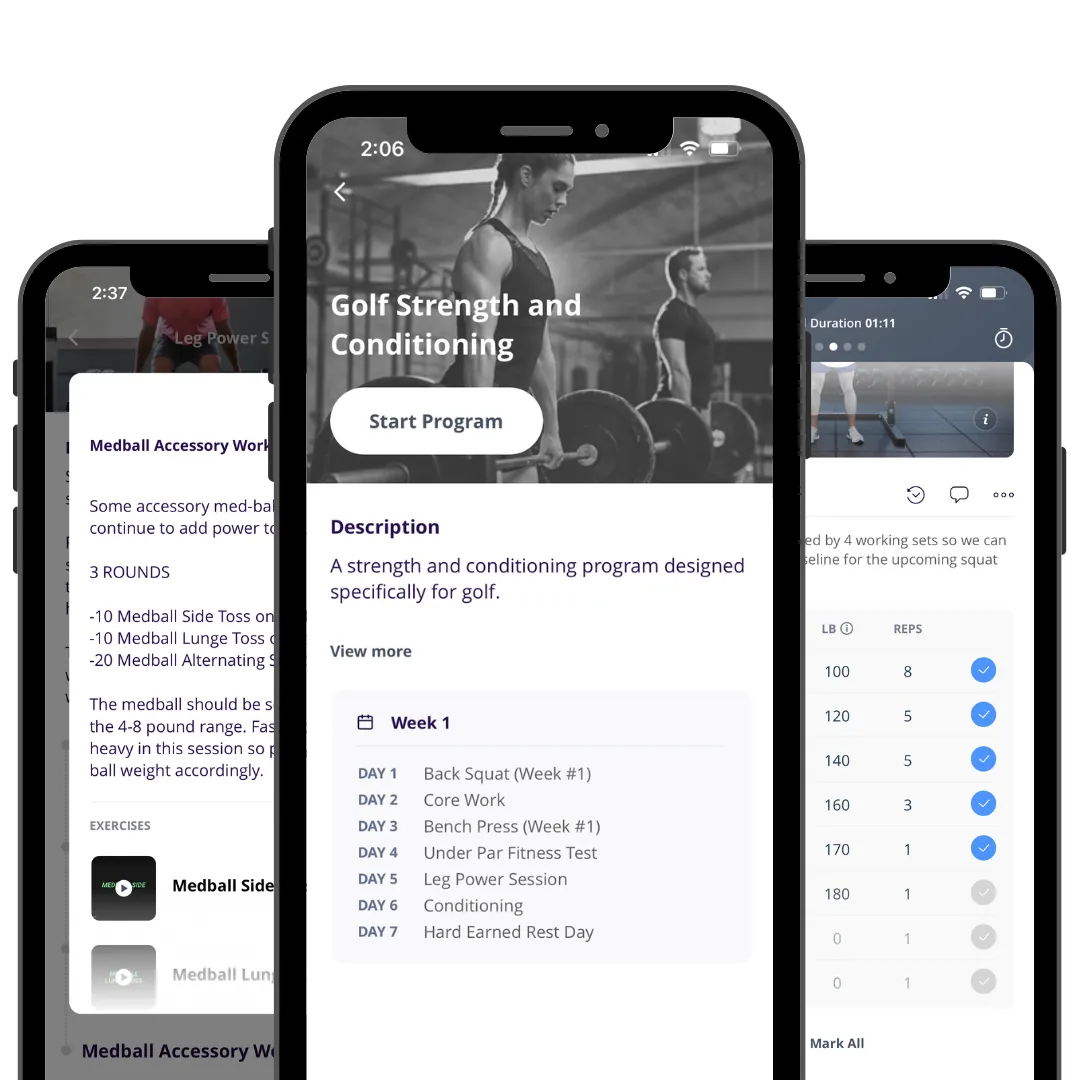 2:37
Leg Power S
Medball Accessory Work
Some accessory med-bal
continue to add power to
3 ROUNDS
-10 Medball Side Toss on
-10 Medball Lunge Toss
-20 Medball Alternating S
The medball should be s
the 4-8 pound range. Fas
heavy in this session so p
ball weight accordingly.
EXERCISES
Medball Side
Medball Lung
Medball Accessory Wo
2:06
Golf Strength and
Conditioning
Start Program
Description
A strength and conditioning program designed
specifically for golf.
View more
Week 1
DAY 1 Back Squat (Week #1)
DAY 2 Core Work
DAY 3 Bench Press (Week #1)
DAY 4 Under Par Fitness Test
DAY 5 Leg Power Session
DAY 6 Conditioning
DAY 7 Hard Earned Rest Day
Duration 01:11
ed by 4 working sets so we can
seline for the upcoming squat
LB REPS
100 8
120 5
140 5
160 3
170 1
180 1
0 1
0 1
Mark All